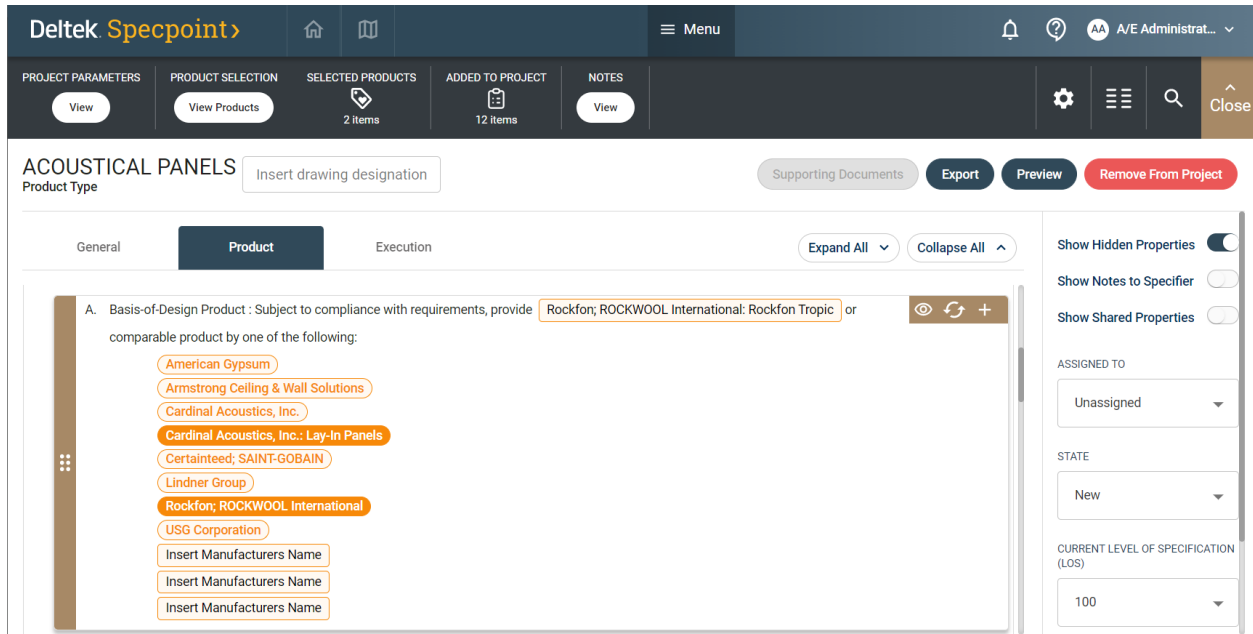 Deltek. Specpoint›
Menu
AA A/E Administrat...
PROJECT PARAMETERS
View
PRODUCT SELECTION
View Products
SELECTED PRODUCTS
2 items
ADDED TO PROJECT
12 items
NOTES
View
Close
ACOUSTICAL PANELS
Product Type
Insert drawing designation
Supporting Documents
Export
Preview
Remove From Project
General
Product
Execution
Expand All
Collapse All
A. Basis-of-Design Product : Subject to compliance with requirements, provide Rockfon; ROCKWOOL International: Rockfon Tropic or
comparable product by one of the following:
American Gypsum
Armstrong Ceiling & Wall Solutions
Cardinal Acoustics, Inc.
Cardinal Acoustics, Inc.: Lay-In Panels
Certainteed; SAINT-GOBAIN
Lindner Group
Rockfon; ROCKWOOL International
USG Corporation
Insert Manufacturers Name
Insert Manufacturers Name
Insert Manufacturers Name
Show Hidden Properties
Show Notes to Specifier
Show Shared Properties
ASSIGNED TO
Unassigned
STATE
New
CURRENT LEVEL OF SPECIFICATION
(LOS)
100